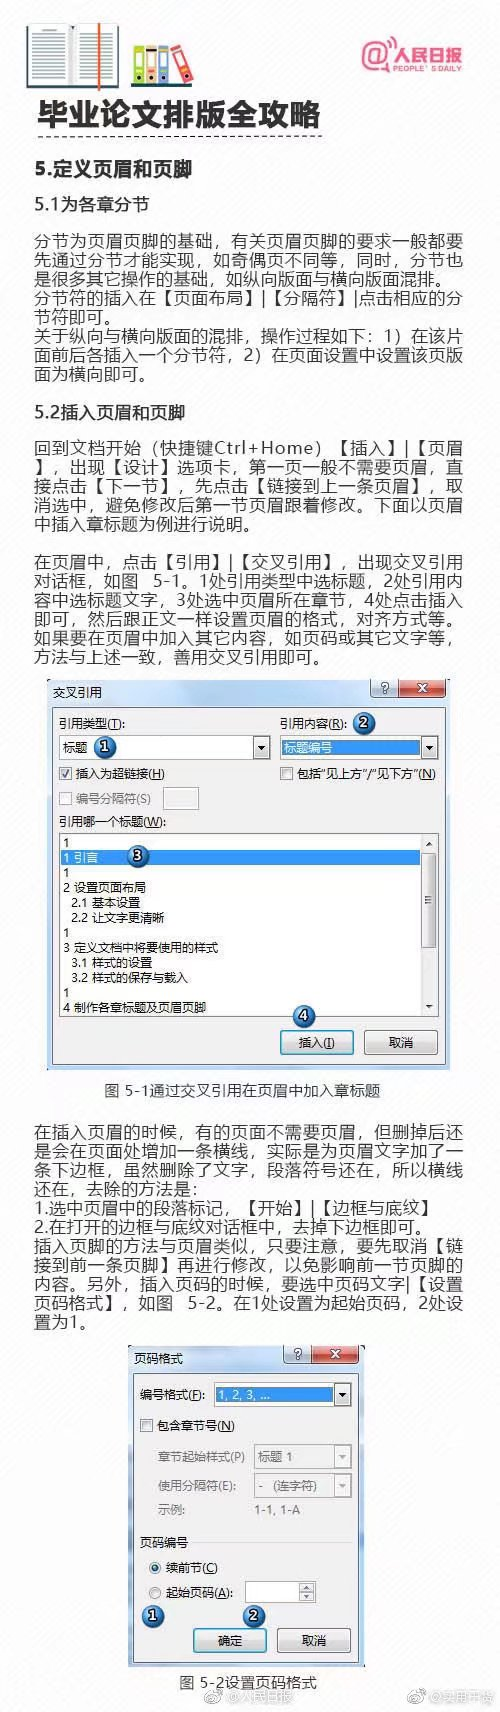 @人民日报
PEOPLE'S DAILY
毕业论文排版全攻略
5.定义页眉和页脚
5.1为各章分节
分节为页眉页脚的基础，有关页眉页脚的要求一般都要
先通过分节才能实现，如奇偶页不同等，同时，分节也
是很多其它操作的基础，如纵向版面与横向版面混排。
分节符的插入在【页面布局】|【分隔符】|点击相应的分
节符即可。
关于纵向与横向版面的混排，操作过程如下：1）在该片
面前后各插入一个分节符，2）在页面设置中设置该页版
面为横向即可。
5.2插入页眉和页脚
回到文档开始（快捷键Ctrl+Home）【插入】|【页眉
】，出现【设计】选项卡，第一页一般不需要页眉，直
接点击【下一节】，先点击【链接到上一条页眉】，取
消选中，避免修改后第一节页眉跟着修改。下面以页眉
中插入章标题为例进行说明。
在页眉中，点击【引用】|【交叉引用】，出现交叉引用
对话框，如图 5-1。1处引用类型中选标题，2处引用内
容中选标题文字，3处选中页眉所在章节，4处点击插入
即可，然后跟正文一样设置页眉的格式，对齐方式等。
如果要在页眉中加入其它内容，如页码或其它文字等，
方法与上述一致，善用交叉引用即可。
交叉引用
引用类型(T): 引用内容(R): 2
标题 1 标题编号
插入为超链接(H) 包括“见上方”/“见下方”(N)
编号分隔符(S)
引用哪一个标题(W):
1
1 引言 3
1
2 设置页面布局
2.1 基本设置
2.2 让文字更清晰
1
3 定义文档中将要使用的样式
3.1 样式的设置
3.2 样式的保存与载入
1
4 制作各章标题及页眉页脚
4
插入(I) 取消
图 5-1通过交叉引用在页眉中加入章标题
在插入页眉的时候，有的页面不需要页眉，但删掉后还
是会在页面处增加一条横线，实际是为页眉文字加了一
条下边框，虽然删除了文字，段落符号还在，所以横线
还在，去除的方法是：
1.选中页眉中的段落标记，【开始】|【边框与底纹】
2.在打开的边框与底纹对话框中，去掉下边框即可。
插入页脚的方法与页眉类似，只要注意，要先取消【链
接到前一条页脚】再进行修改，以免影响前一节页脚的
内容。另外，插入页码的时候，要选中页码文字|【设置
页码格式】，如图 5-2。在1处设置为起始页码，2处设
置为1。
页码格式
编号格式(F): 1, 2, 3, ...
包含章节号(N)
章节起始样式(P) 标题 1
使用分隔符(E): - (连字符)
示例: 1-1, 1-A
页码编号
续前节(C)
起始页码(A):
1 2
确定 取消
图 5-2设置页码格式
@人民日报
@实用干货